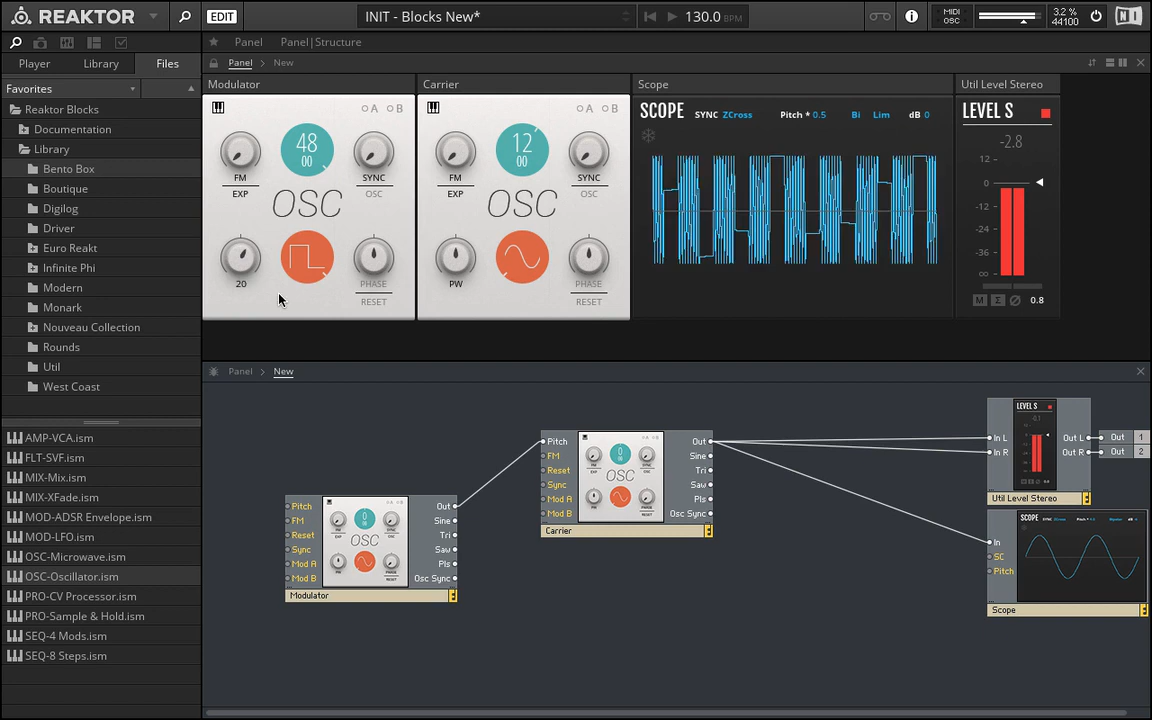 REAKTOR
EDIT
INIT - Blocks New*
130.0 BPM
MIDI
OSC
3.2 %
44100
Panel
Panel|Structure
Player
Library
Files
Panel
New
Favorites
Modulator
Carrier
Scope
Util Level Stereo
Reaktor Blocks
Documentation
Library
Bento Box
Boutique
Digilog
Driver
Euro Reakt
Infinite Phi
Modern
Monark
Nouveau Collection
Rounds
Util
West Coast
A B
48
00
FM
EXP
SYNC
OSC
OSC
20
PHASE
RESET
A B
12
00
FM
EXP
SYNC
OSC
OSC
PW
PHASE
RESET
SCOPE SYNC ZCross Pitch * 0.5 Bi Lim dB 0
LEVEL S
-2.8
12
0
-12
-24
-36
∞
M Σ Ø 0.8
Panel
New
Pitch
FM
Reset
Sync
Mod A
Mod B
OSC
Out
Sine
Tri
Saw
Pls
Osc Sync
Carrier
Pitch
FM
Reset
Sync
Mod A
Mod B
OSC
Out
Sine
Tri
Saw
Pls
Osc Sync
Modulator
LEVEL S
In L
In R
Out L
Out R
Out 1
Out 2
Util Level Stereo
SCOPE
In
SC
Pitch
Scope
AMP-VCA.ism
FLT-SVF.ism
MIX-Mix.ism
MIX-XFade.ism
MOD-ADSR Envelope.ism
MOD-LFO.ism
OSC-Microwave.ism
OSC-Oscillator.ism
PRO-CV Processor.ism
PRO-Sample & Hold.ism
SEQ-4 Mods.ism
SEQ-8 Steps.ism